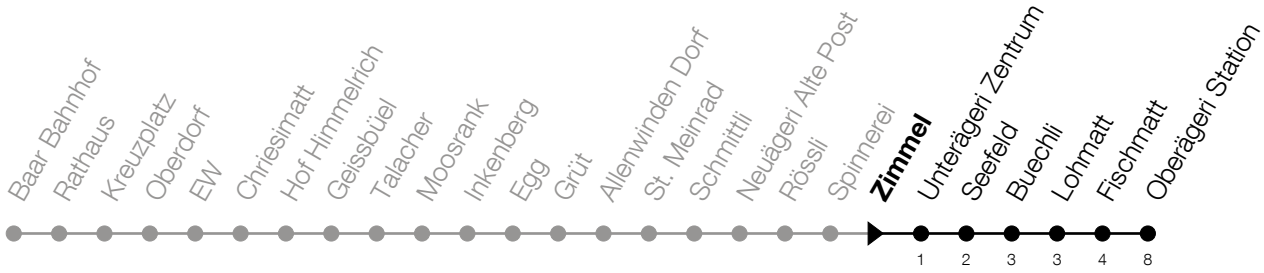 Baar Bahnhof
Rathaus
Kreuzplatz
Oberdorf
EW
Chriesimatt
Hof Himmelrich
Geissbüel
Talacher
Moosrank
Inkenberg
Egg
Grüt
Allenwinden Dorf
St. Meinrad
Schmittli
Neuägeri Alte Post
Rössli
Spinnerei
Zimmel
Unterägeri Zentrum
Seefeld
Buechli
Lohmatt
Fischmatt
Oberägeri Station
1 2 3 3 4 8